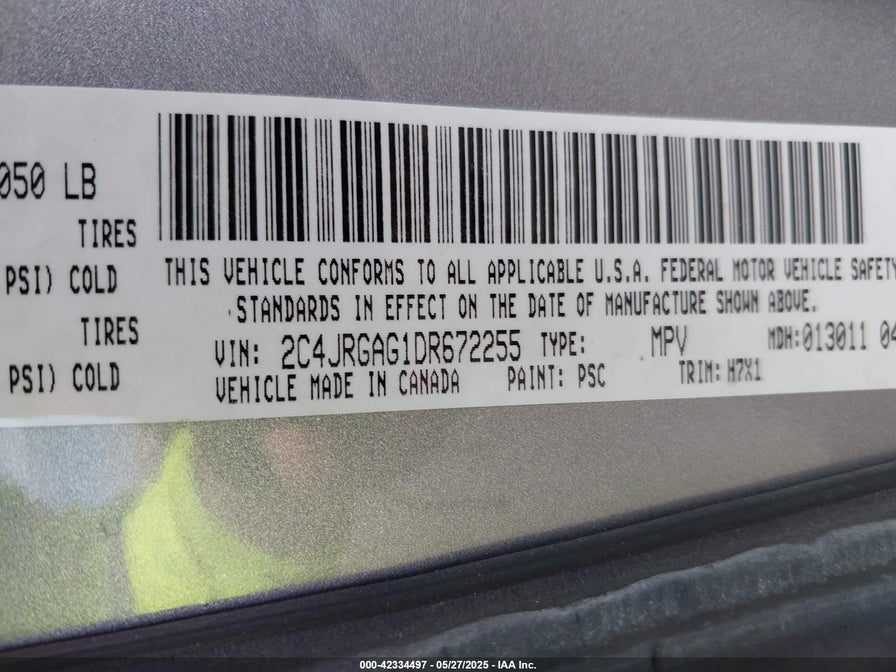 050 LB
TIRES
PSI) COLD
TIRES
PSI) COLD
THIS VEHICLE CONFORMS TO ALL APPLICABLE U.S.A. FEDERAL MOTOR VEHICLE SAFETY
STANDARDS IN EFFECT ON THE DATE OF MANUFACTURE SHOWN ABOVE.
VIN: 2C4JRGAG1DR672255 TYPE: MPV MDH:013011 04
VEHICLE MADE IN CANADA PAINT: PSC TRIM: H7X1
000-42334497 • 05/27/2025 - IAA Inc.